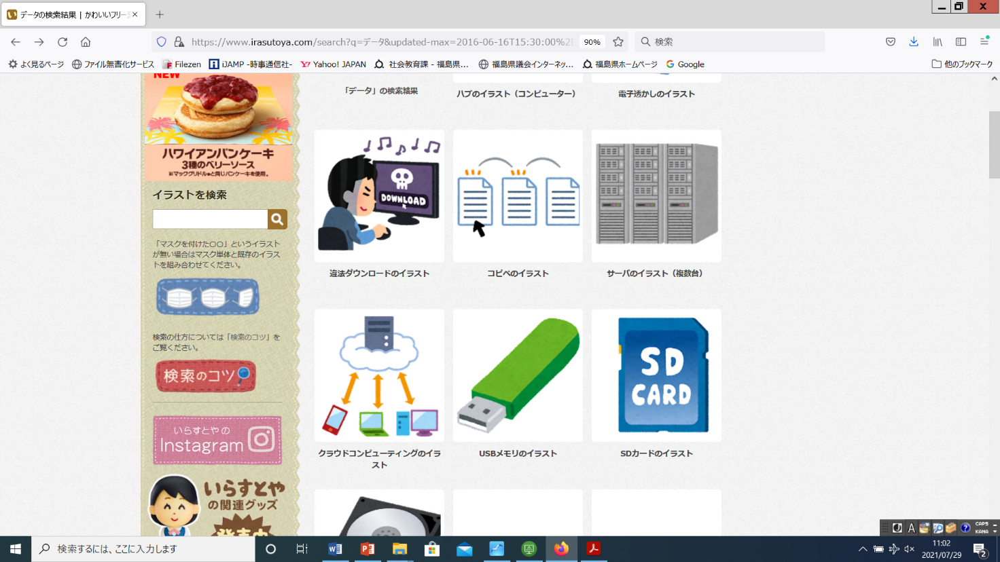 データの検索結果 | かわいいフリー
https://www.irasutoya.com/search?q=データ&updated-max=2016-06-16T15:30:00%2
90%
検索
よく見るページ
ファイル無害化サービス
Filezen
iJAMP -時事通信社-
Yahoo! JAPAN
社会教育課 - 福島県...
福島県議会インターネッ...
福島県ホームページ
Google
他のブックマーク
NEW
ハワイアンパンケーキ
3種のベリーソース
※マックグリドル®と同じパンケーキを使用。
イラストを検索
「マスクを付けた〇〇」というイラスト
が無い場合はマスク単体と既存のイラス
トを組み合わせてください。
検索の仕方については「検索のコツ」を
ご覧ください。
検索のコツ
いらすとやの
Instagram
いらすとや
の関連グッズ
発売中
「データ」の検索結果
ハブのイラスト（コンピューター）
電子透かしのイラスト
DOWNLOAD
違法ダウンロードのイラスト
コピペのイラスト
サーバのイラスト（複数台）
SD
CARD
クラウドコンピューティングのイラ
スト
USBメモリのイラスト
SDカードのイラスト
A
CAPS
KANA
検索するには、ここに入力します
11:02
2021/07/29
2